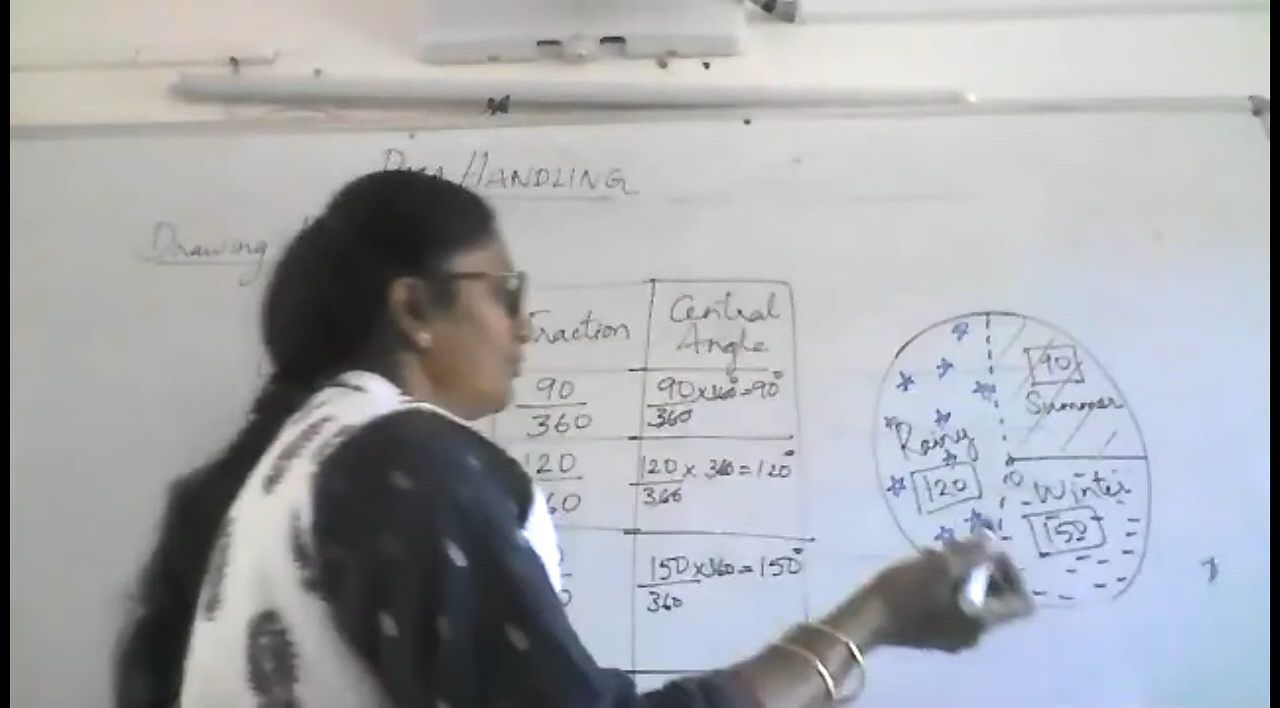 HANDLING
Drawing
Fraction
Central
Angle
90
360
90 x 360° = 90°
360
120
60
120 x 360 = 120°
360
150 x 360 = 150°
360
90
Summer
Rainy
120
O
Winter
150